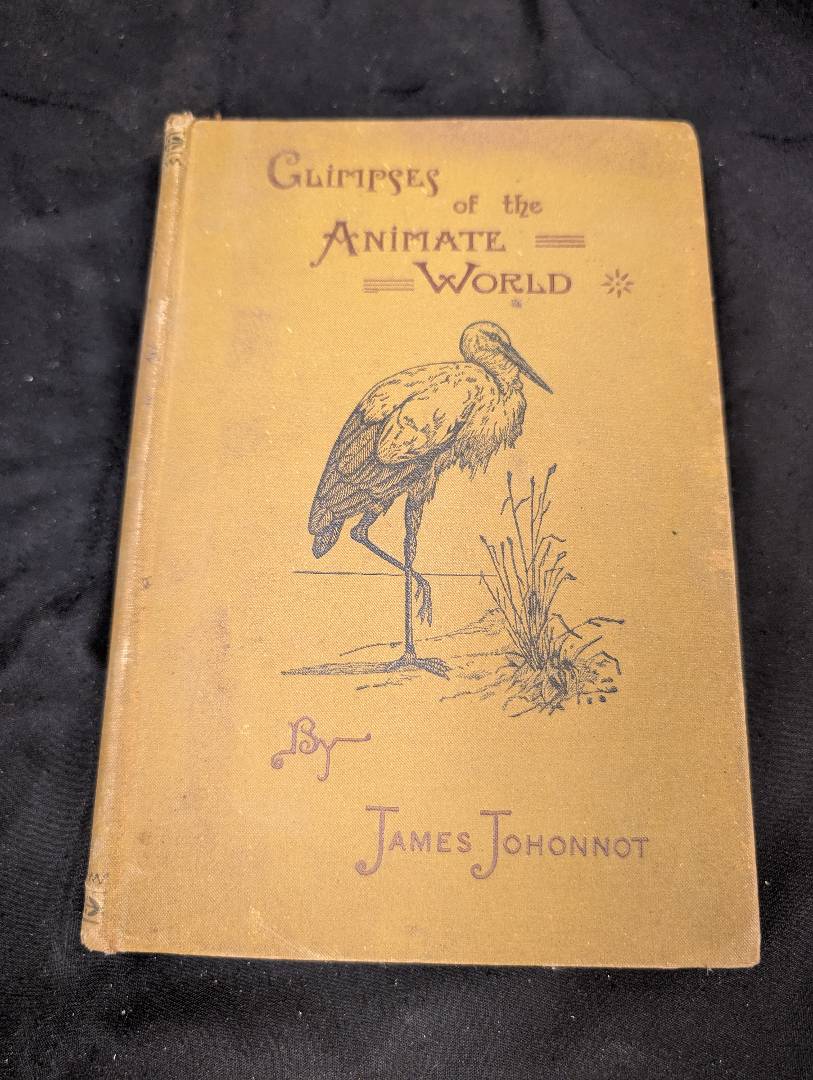 Glimpses
of the
Animate
World
By
James Johonnot